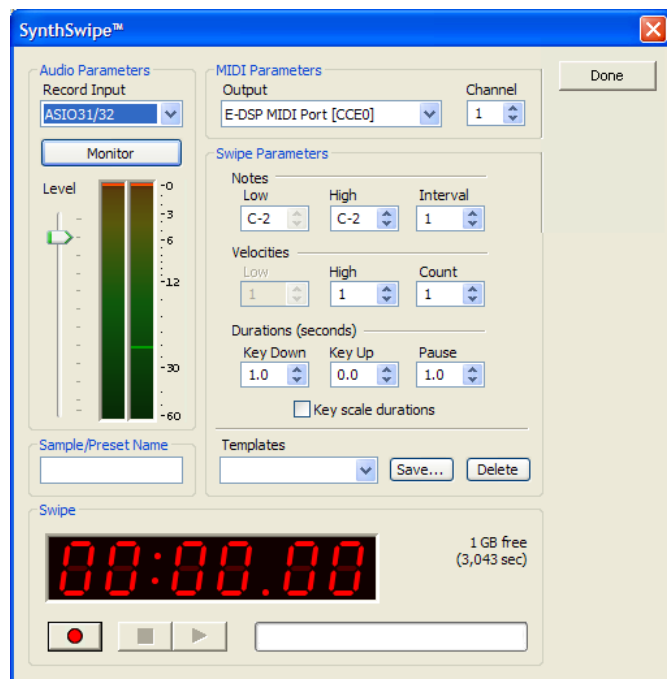 SynthSwipe™
Audio Parameters
Record Input
ASIO31/32
Monitor
Level
-0
-3
-6
-12
-30
-60
MIDI Parameters
Output
Channel
E-DSP MIDI Port [CCE0]
1
Done
Swipe Parameters
Notes
Low
High
Interval
C-2
C-2
1
Velocities
Low
High
Count
1
1
1
Durations (seconds)
Key Down
Key Up
Pause
1.0
0.0
1.0
Key scale durations
Sample/Preset Name
Templates
Save...
Delete
Swipe
00:00.00
1 GB free
(3,043 sec)